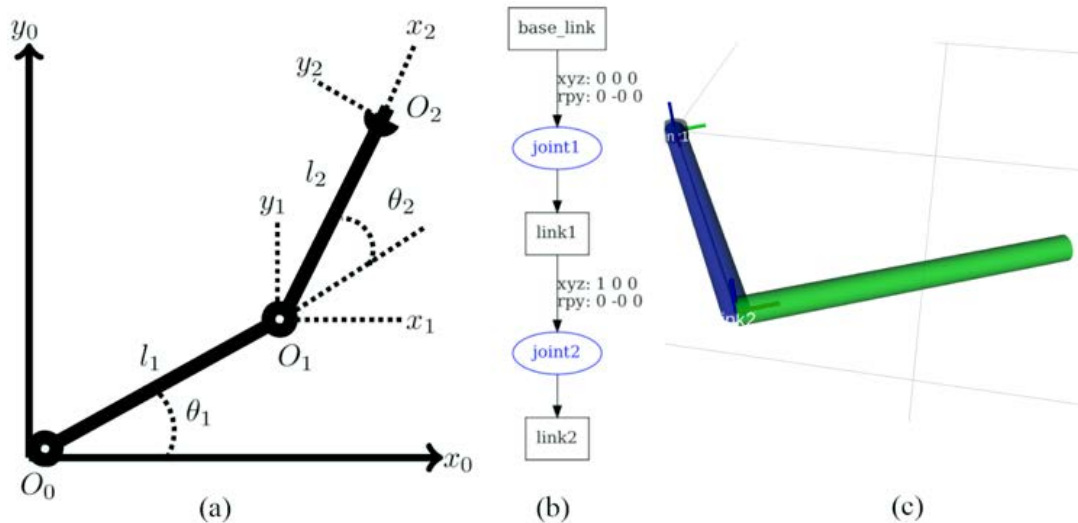 y₀
x₂
y₂
O₂
l₂
θ₂
y₁
x₁
O₁
l₁
θ₁
x₀
O₀
(a)
base_link
xyz: 0 0 0
rpy: 0 -0 0
joint1
link1
xyz: 1 0 0
rpy: 0 -0 0
joint2
link2
(b)
(c)